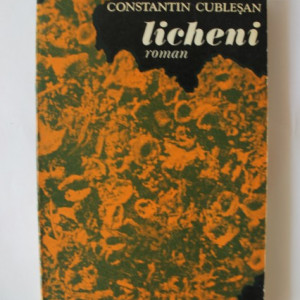 CONSTANTIN CUBLEŞAN
licheni
roman